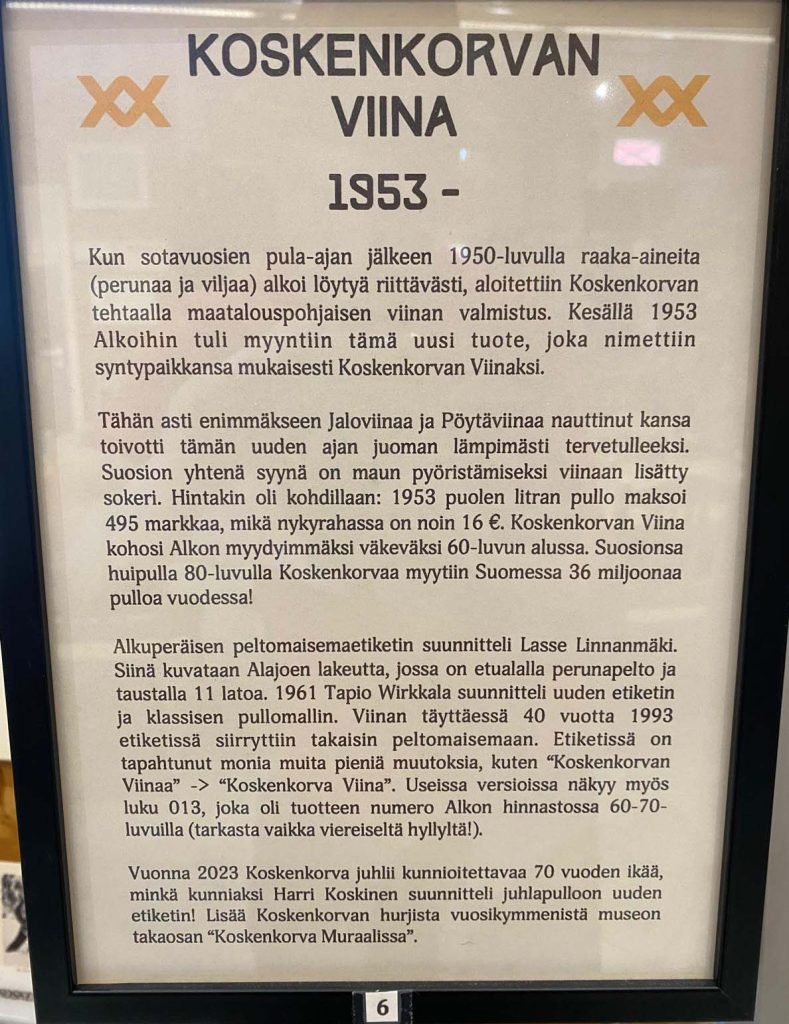 KOSKENKORVAN
VIINA
1953 -
Kun sotavuosien pula-ajan jälkeen 1950-luvulla raaka-aineita
(perunaa ja viljaa) alkoi löytyä riittävästi, aloitettiin Koskenkorvan
tehtaalla maatalouspohjaisen viinan valmistus. Kesällä 1953
Alkoihin tuli myyntiin tämä uusi tuote, joka nimettiin
syntypaikkansa mukaisesti Koskenkorvan Viinaksi.
Tähän asti enimmäkseen Jaloviinaa ja Pöytäviinaa nauttinut kansa
toivotti tämän uuden ajan juoman lämpimästi tervetulleeksi.
Suosion yhtenä syynä on maun pyöristämiseksi viinaan lisätty
sokeri. Hintakin oli kohdillaan: 1953 puolen litran pullo maksoi
495 markkaa, mikä nykyrahassa on noin 16 €. Koskenkorvan Viina
kohosi Alkon myydyimmäksi väkeväksi 60-luvun alussa. Suosionsa
huipulla 80-luvulla Koskenkorvaa myytiin Suomessa 36 miljoonaa
pulloa vuodessa!
Alkuperäisen peltomaisemaetiketin suunnitteli Lasse Linnanmäki.
Siinä kuvataan Alajoen lakeutta, jossa on etualalla perunapelto ja
taustalla 11 latoa. 1961 Tapio Wirkkala suunnitteli uuden etiketin
ja klassisen pullomallin. Viinan täyttäessä 40 vuotta 1993
etiketissä siirryttiin takaisin peltomaisemaan. Etiketissä on
tapahtunut monia muita pieniä muutoksia, kuten “Koskenkorvan
Viinaa” -> “Koskenkorva Viina”. Useissa versioissa näkyy myös
luku 013, joka oli tuotteen numero Alkon hinnastossa 60-70-
luvuilla (tarkasta vaikka viereiseltä hyllyltä!).
Vuonna 2023 Koskenkorva juhlii kunnioitettavaa 70 vuoden ikää,
minkä kunniaksi Harri Koskinen suunnitteli juhlapulloon uuden
etiketin! Lisää Koskenkorvan hurjista vuosikymmenistä museon
takaosan “Koskenkorva Muraalissa”.
6